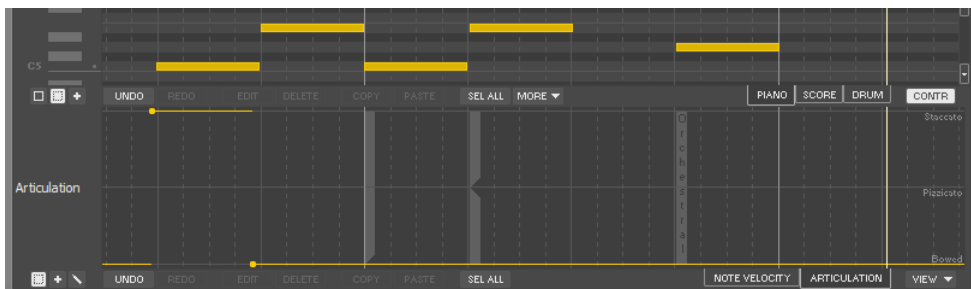 C5
UNDO REDO EDIT DELETE COPY PASTE SEL ALL MORE PIANO SCORE DRUM CONTR
Staccato
Orchestral
Articulation
Pizzicato
Bowed
UNDO REDO EDIT DELETE COPY PASTE SEL ALL NOTE VELOCITY ARTICULATION VIEW